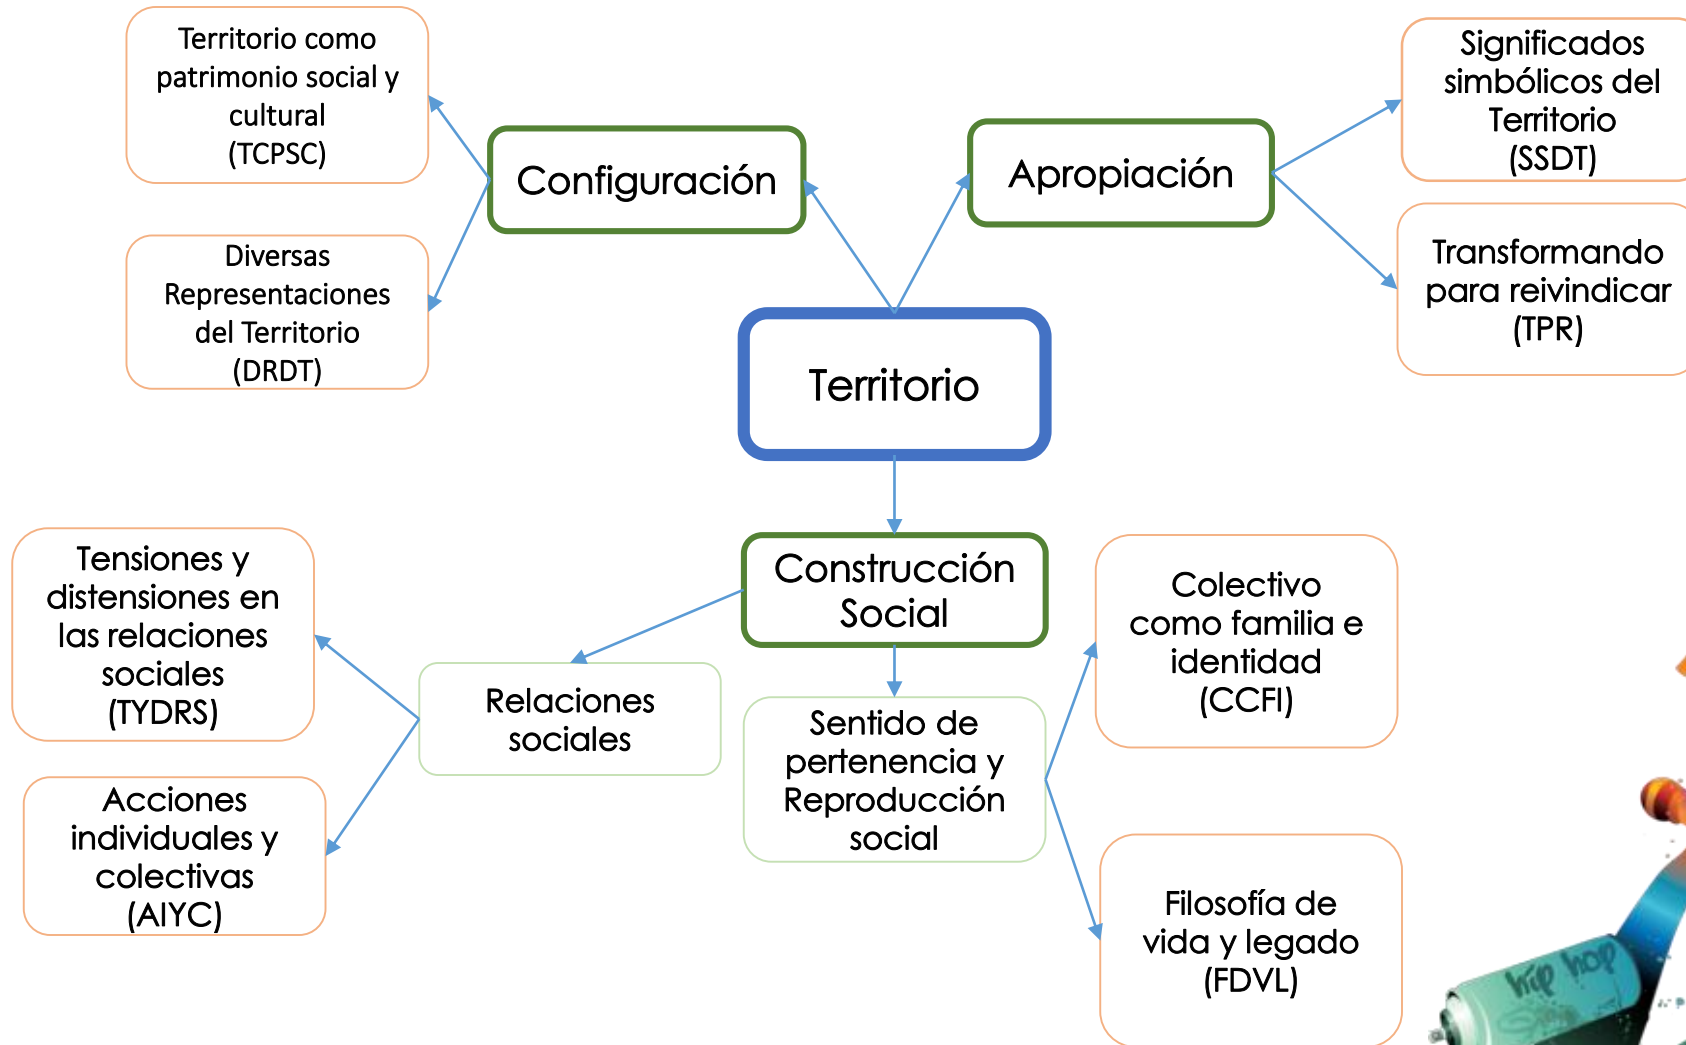 Territorio como
patrimonio social y
cultural
(TCPSC)
Configuración
Apropiación
Significados
simbólicos del
Territorio
(SSDT)
Diversas
Representaciones
del Territorio
(DRDT)
Transformando
para reivindicar
(TPR)
Territorio
Tensiones y
distensiones en
las relaciones
sociales
(TYDRS)
Construcción
Social
Colectivo
como familia e
identidad
(CCFI)
Relaciones
sociales
Sentido de
pertenencia y
Reproducción
social
Acciones
individuales y
colectivas
(AIYC)
Filosofía de
vida y legado
(FDVL)
hip hop